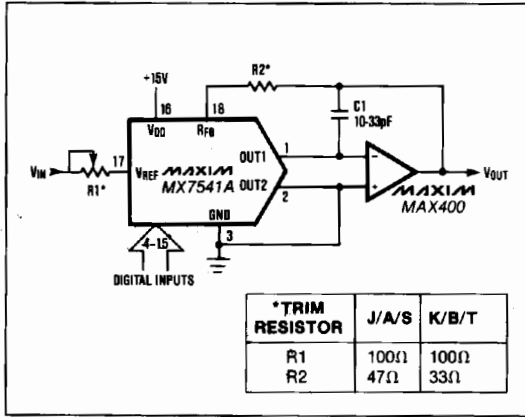 +15V
R2*
16
18
C1
10-33pF
VDD
RFB
VIN
R1*
17
VREF
MAXIM
MX7541A
OUT1
1
OUT2
2
GND
3
4-15
DIGITAL INPUTS
−
+
MAXIM
MAX400
VOUT
*TRIM RESISTOR J/A/S K/B/T
R1 100Ω 100Ω
R2 47Ω 33Ω